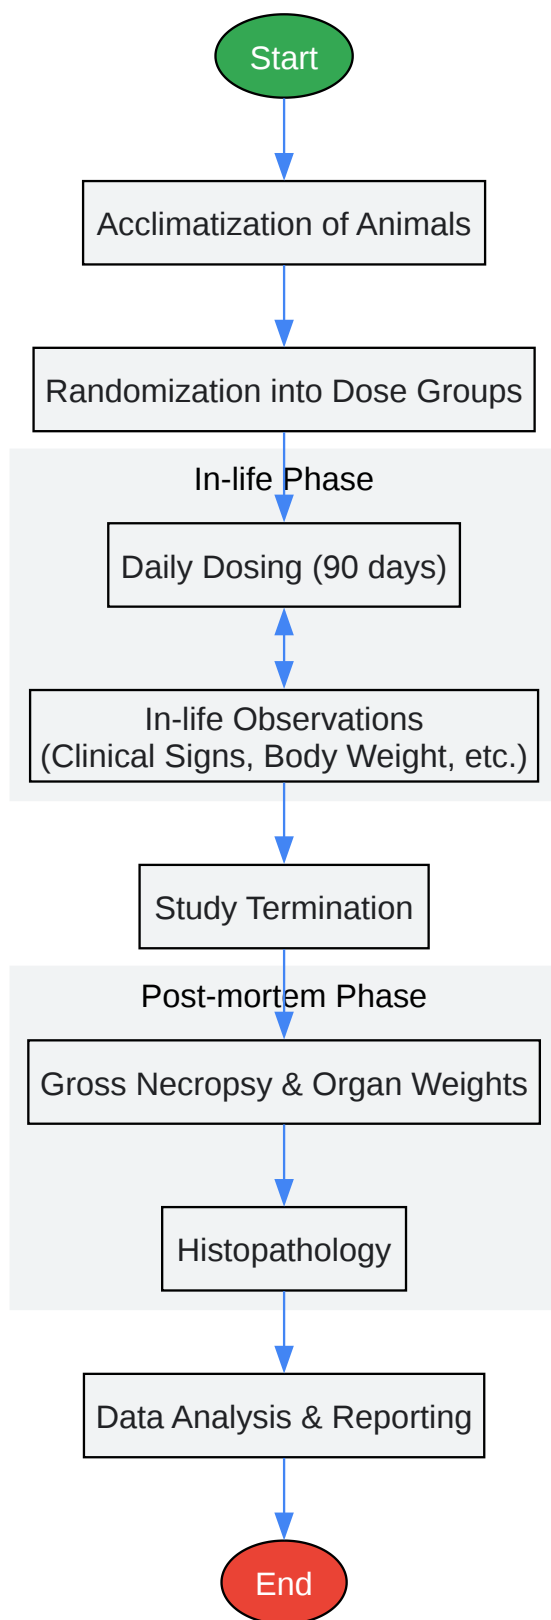 Start
Acclimatization of Animals
Randomization into Dose Groups
In-life Phase
Daily Dosing (90 days)
In-life Observations
(Clinical Signs, Body Weight, etc.)
Study Termination
Post-mortem Phase
Gross Necropsy & Organ Weights
Histopathology
Data Analysis & Reporting
End